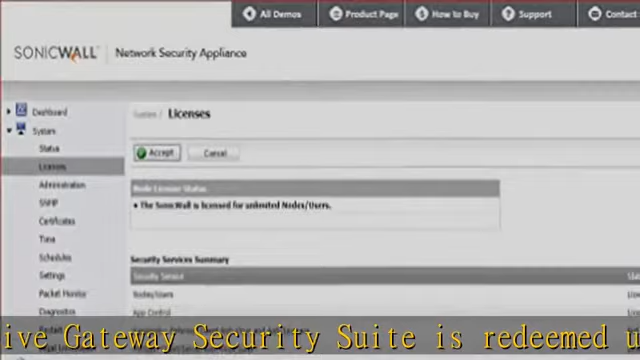 All Demos
Product Page
How to Buy
Support
Contact
SONICWALL
Network Security Appliance
System / Licenses
Dashboard
System
Status
Licenses
Administration
SNMP
Certificates
Time
Schedules
Settings
Packet Monitor
Diagnostics
Accept
Cancel
Node License Status
The SonicWall is licensed for unlimited Nodes/Users.
Security Services Summary
Security Service
Nodes/Users
App Control
ive Gateway Security Suite is redeemed u